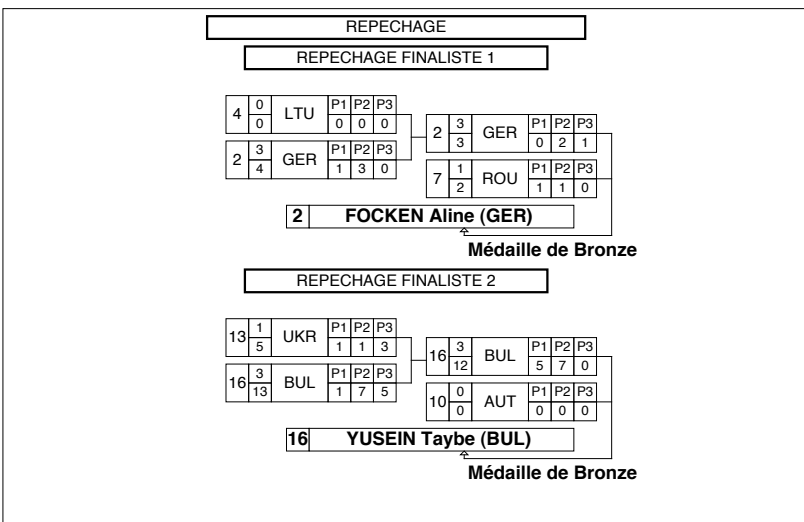 REPECHAGE
REPECHAGE FINALISTE 1
4 0 0 LTU P1 P2 P3 0 0 0
2 3 4 GER P1 P2 P3 1 3 0
2 3 3 GER P1 P2 P3 0 2 1
7 1 2 ROU P1 P2 P3 1 1 0
2 FOCKEN Aline (GER)
Médaille de Bronze
REPECHAGE FINALISTE 2
13 1 5 UKR P1 P2 P3 1 1 3
16 3 13 BUL P1 P2 P3 1 7 5
16 3 12 BUL P1 P2 P3 5 7 0
10 0 0 AUT P1 P2 P3 0 0 0
16 YUSEIN Taybe (BUL)
Médaille de Bronze